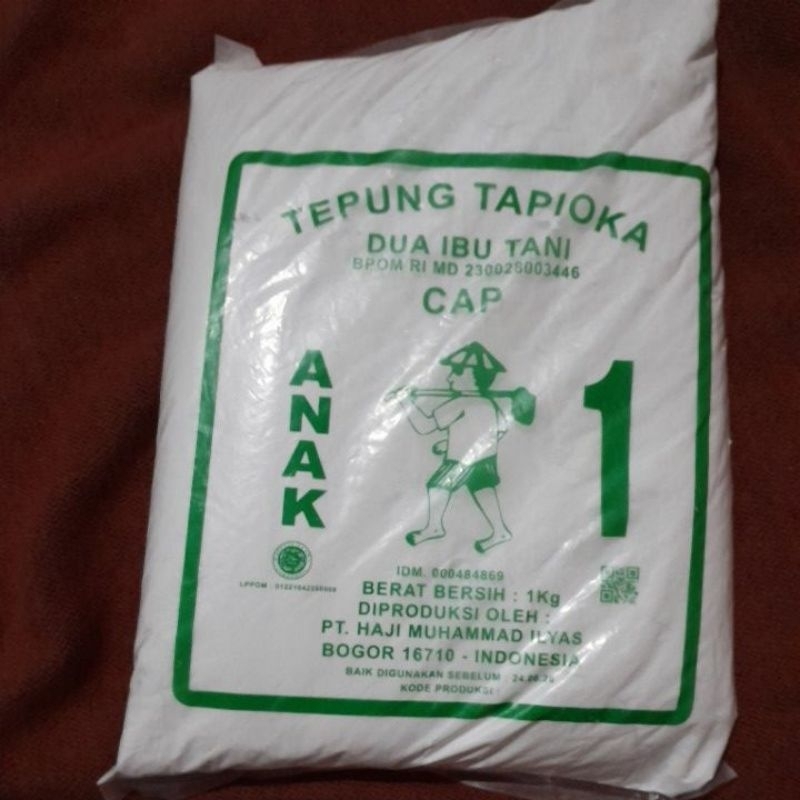 TEPUNG TAPIOKA
DUA IBU TANI
BPOM RI MD 230028003446
CAP
ANAK
1
IDM. 000484869
LPPOM :
BERAT BERSIH : 1Kg
DIPRODUKSI OLEH :
PT. HAJI MUHAMMAD ILYAS
BOGOR 16710 - INDONESIA
BAIK DIGUNAKAN SEBELUM :
KODE PRODUKSI :